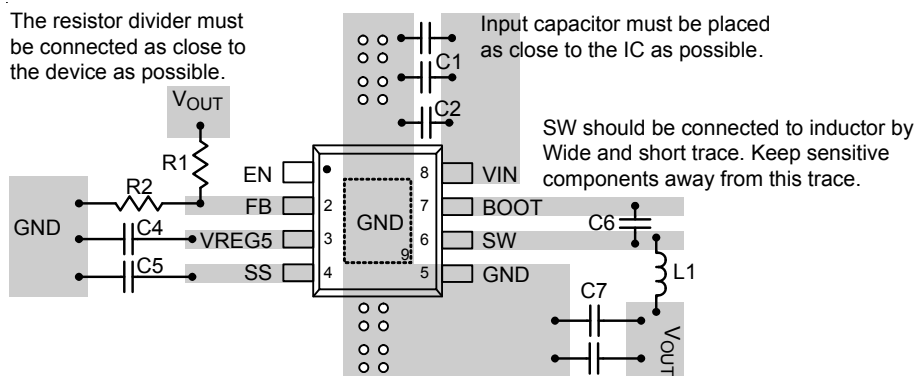 The resistor divider must
be connected as close to
the device as possible.
Input capacitor must be placed
as close to the IC as possible.
C1
C2
VOUT
SW should be connected to inductor by
Wide and short trace. Keep sensitive
components away from this trace.
R1
R2
EN
8
VIN
FB
2
7
BOOT
GND
C4
VREG5
3
GND
9
6
SW
C6
C5
SS
4
5
GND
L1
C7
VOUT